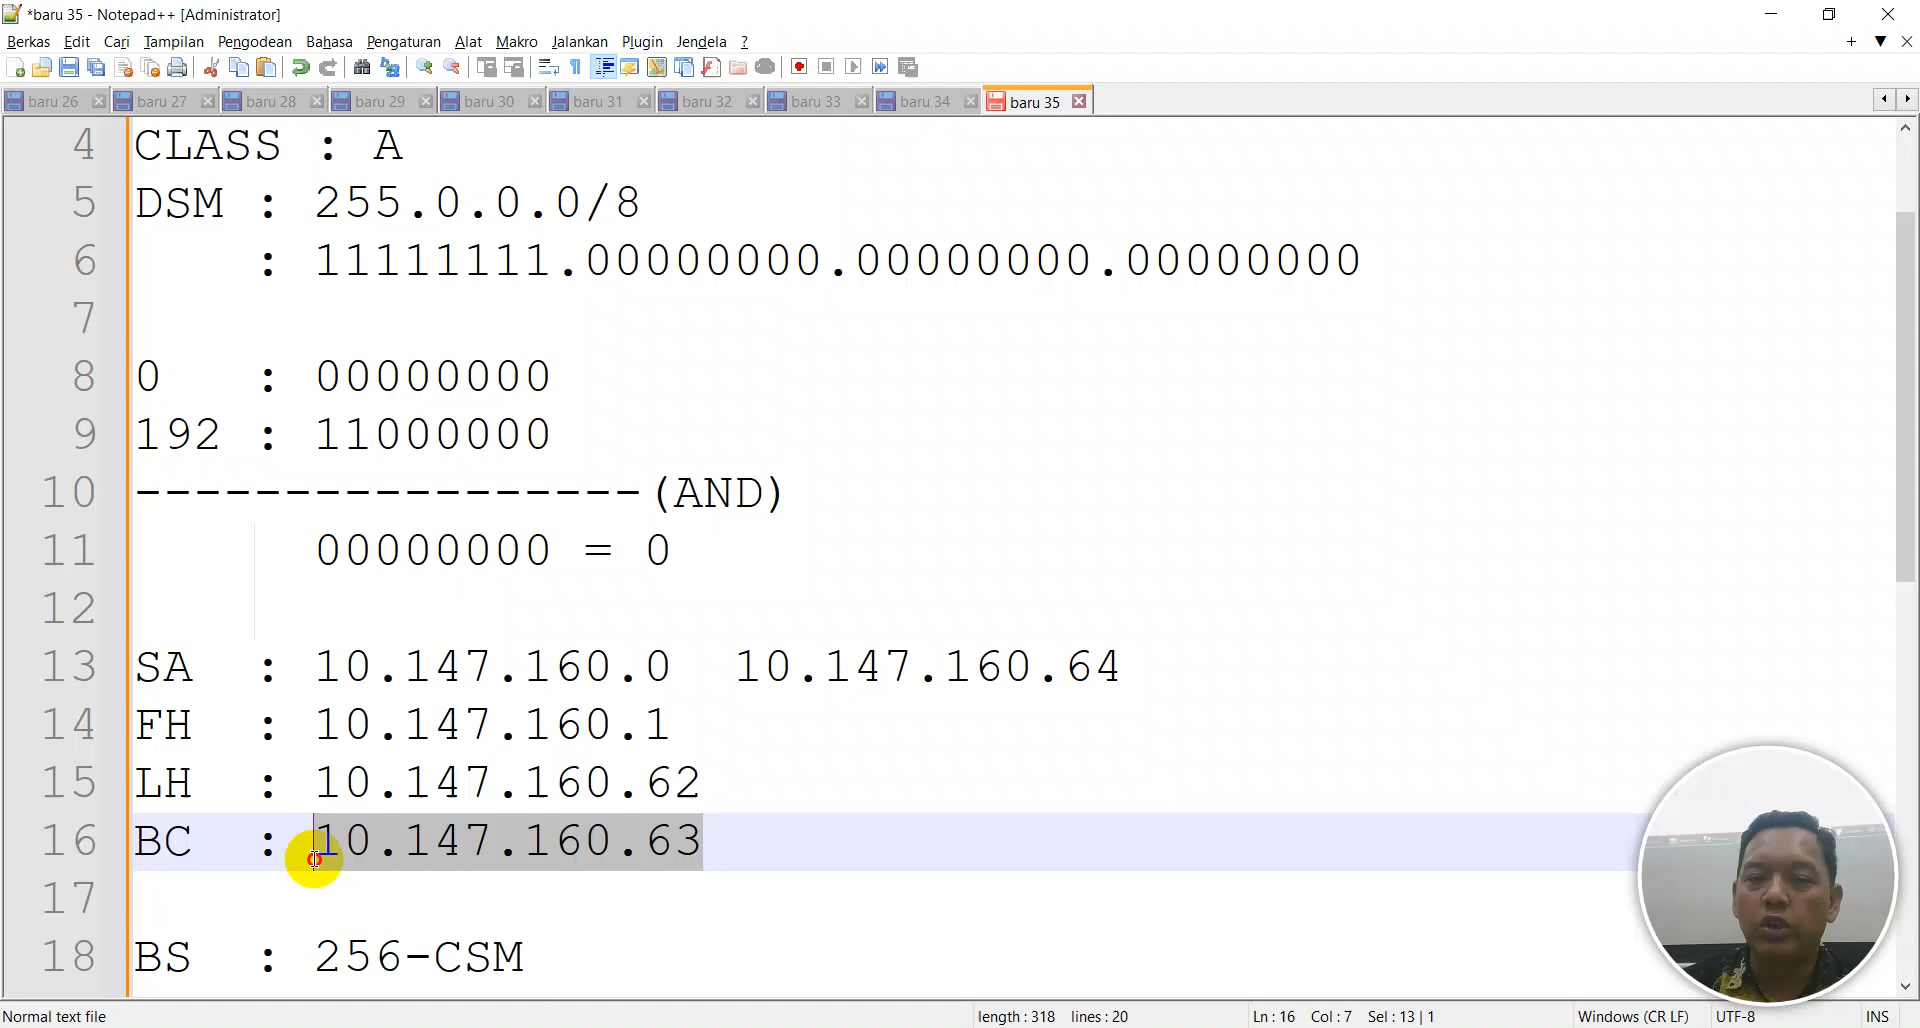 *baru 35 - Notepad++ [Administrator]
Berkas Edit Cari Tampilan Pengodean Bahasa Pengaturan Alat Makro Jalankan Plugin Jendela ?
baru 26 baru 27 baru 28 baru 29 baru 30 baru 31 baru 32 baru 33 baru 34 baru 35
4 CLASS : A
5 DSM : 255.0.0.0/8
6 : 11111111.00000000.00000000.00000000
7
8 0 : 00000000
9 192 : 11000000
10 -----------------(AND)
11 00000000 = 0
12
13 SA : 10.147.160.0 10.147.160.64
14 FH : 10.147.160.1
15 LH : 10.147.160.62
16 BC : 10.147.160.63
17
18 BS : 256-CSM
Normal text file length : 318 lines : 20 Ln : 16 Col : 7 Sel : 13 | 1 Windows (CR LF) UTF-8 INS